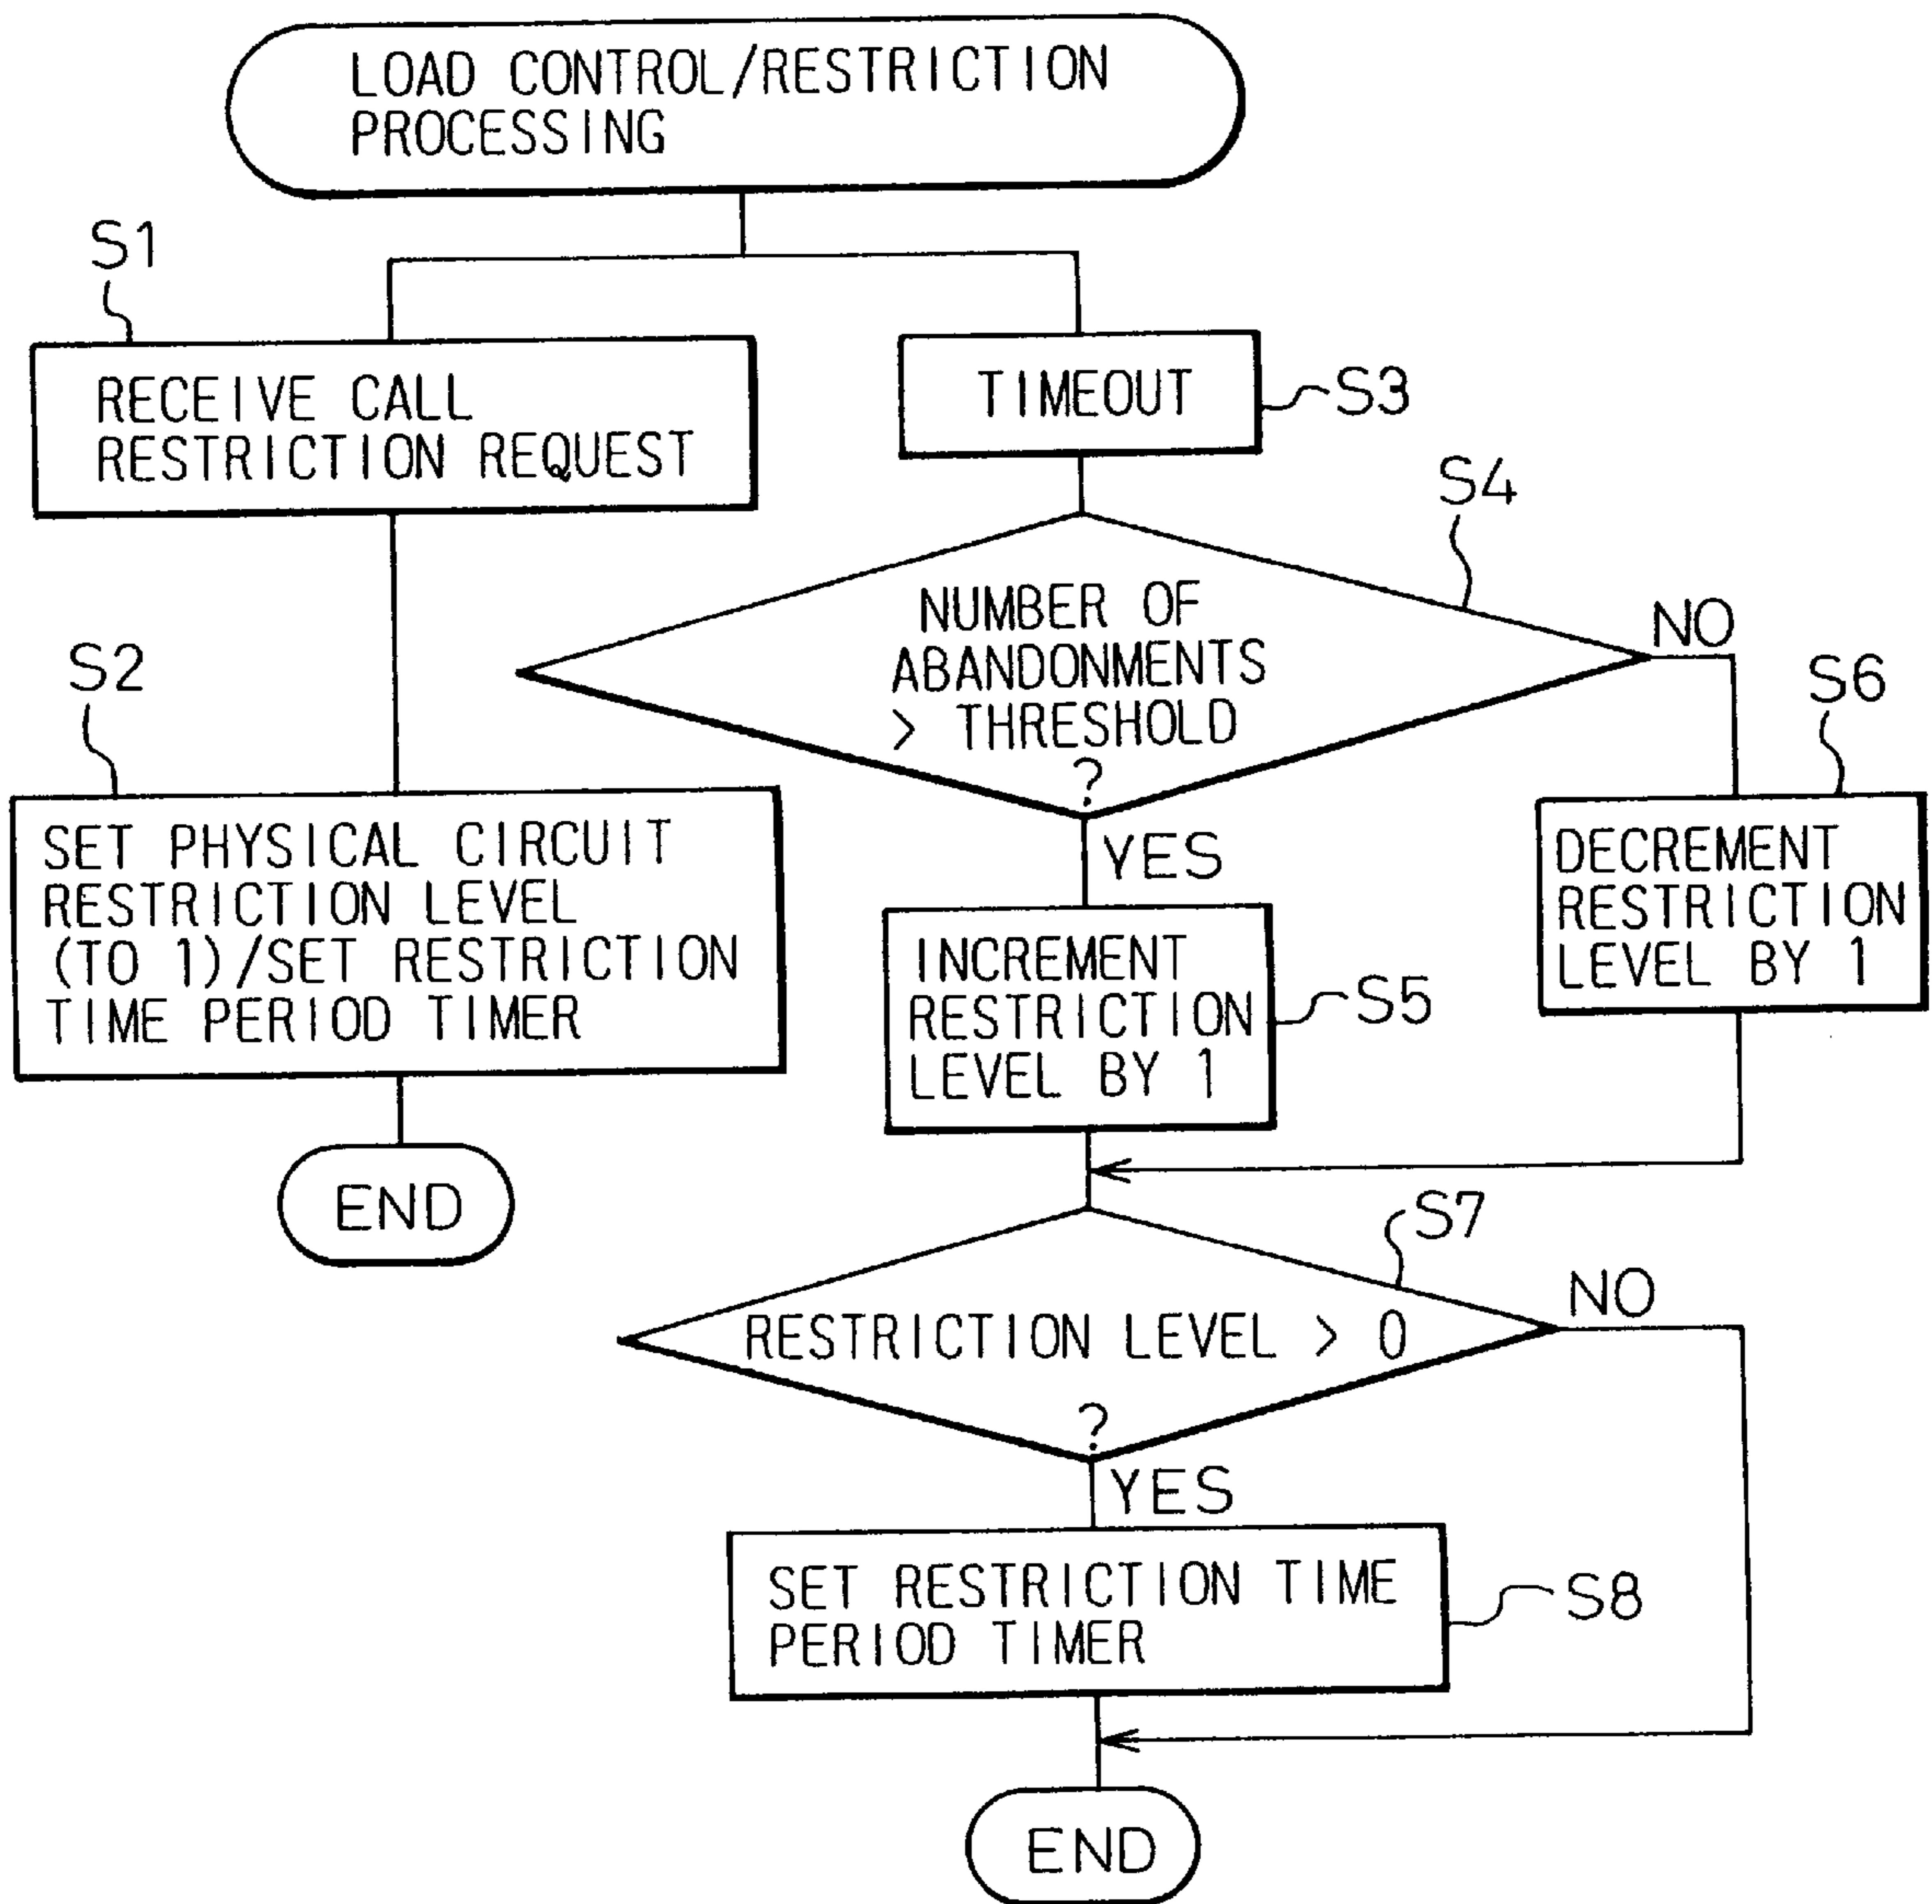 LOAD CONTROL/RESTRICTION
PROCESSING
S1
RECEIVE CALL
RESTRICTION REQUEST
S2
SET PHYSICAL CIRCUIT
RESTRICTION LEVEL
(TO 1)/SET RESTRICTION
TIME PERIOD TIMER
END
TIMEOUT
S3
S4
NUMBER OF
ABANDONMENTS
> THRESHOLD
?
NO
YES
S6
DECREMENT
RESTRICTION
LEVEL BY 1
INCREMENT
RESTRICTION
LEVEL BY 1
S5
S7
RESTRICTION LEVEL > 0
?
NO
YES
SET RESTRICTION TIME
PERIOD TIMER
S8
END